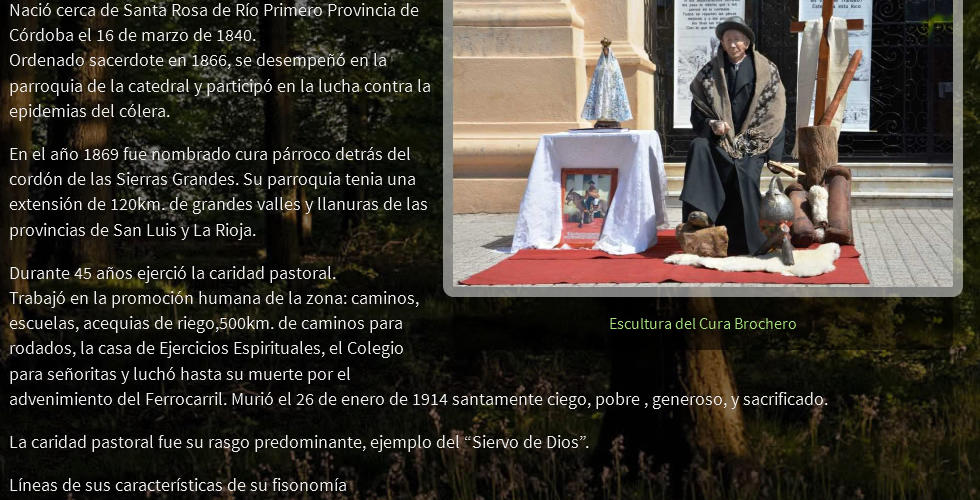 Nació cerca de Santa Rosa de Río Primero Provincia de
Córdoba el 16 de marzo de 1840.
Ordenado sacerdote en 1866, se desempeñó en la
parroquia de la catedral y participó en la lucha contra la
epidemias del cólera.
En el año 1869 fue nombrado cura párroco detrás del
cordón de las Sierras Grandes. Su parroquia tenia una
extensión de 120km. de grandes valles y llanuras de las
provincias de San Luis y La Rioja.
Durante 45 años ejerció la caridad pastoral.
Trabajó en la promoción humana de la zona: caminos,
escuelas, acequias de riego,500km. de caminos para
rodados, la casa de Ejercicios Espirituales, el Colegio
para señoritas y luchó hasta su muerte por el
advenimiento del Ferrocarril. Murió el 26 de enero de 1914 santamente ciego, pobre , generoso, y sacrificado.
La caridad pastoral fue su rasgo predominante, ejemplo del “Siervo de Dios”.
Líneas de sus características de su fisonomía
Escultura del Cura Brochero